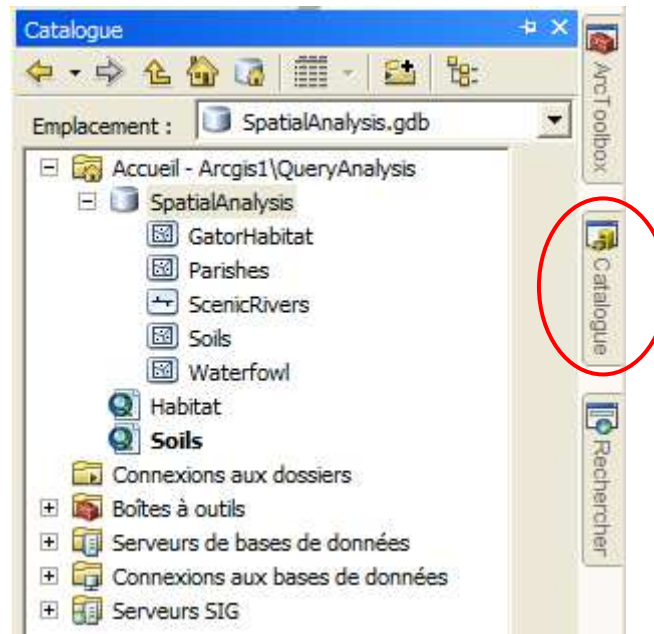 Catalogue
Emplacement : SpatialAnalysis.gdb
Accueil - Arcgis1\QueryAnalysis
SpatialAnalysis
GatorHabitat
Parishes
ScenicRivers
Soils
Waterfowl
Habitat
Soils
Connexions aux dossiers
Boîtes à outils
Serveurs de bases de données
Connexions aux bases de données
Serveurs SIG
ArcToolbox
Catalogue
Rechercher